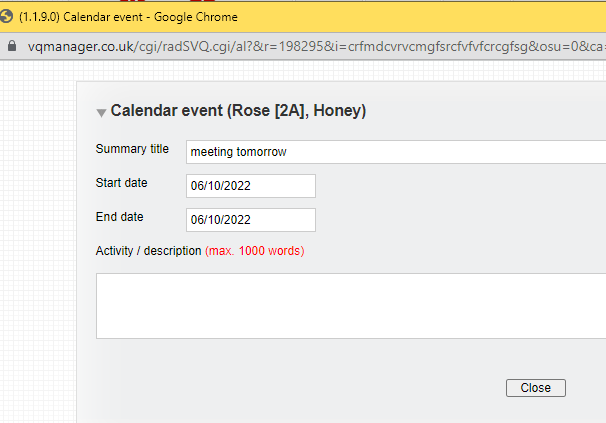 (1.1.9.0) Calendar event - Google Chrome
vqmanager.co.uk/cgi/radSVQ.cgi/al?&r=198295&i=crfmdcvrvcmgfsrcfvfvfcrcgfsg&osu=0&ca=
Calendar event (Rose [2A], Honey)
Summary title meeting tomorrow
Start date 06/10/2022
End date 06/10/2022
Activity / description (max. 1000 words)
Close